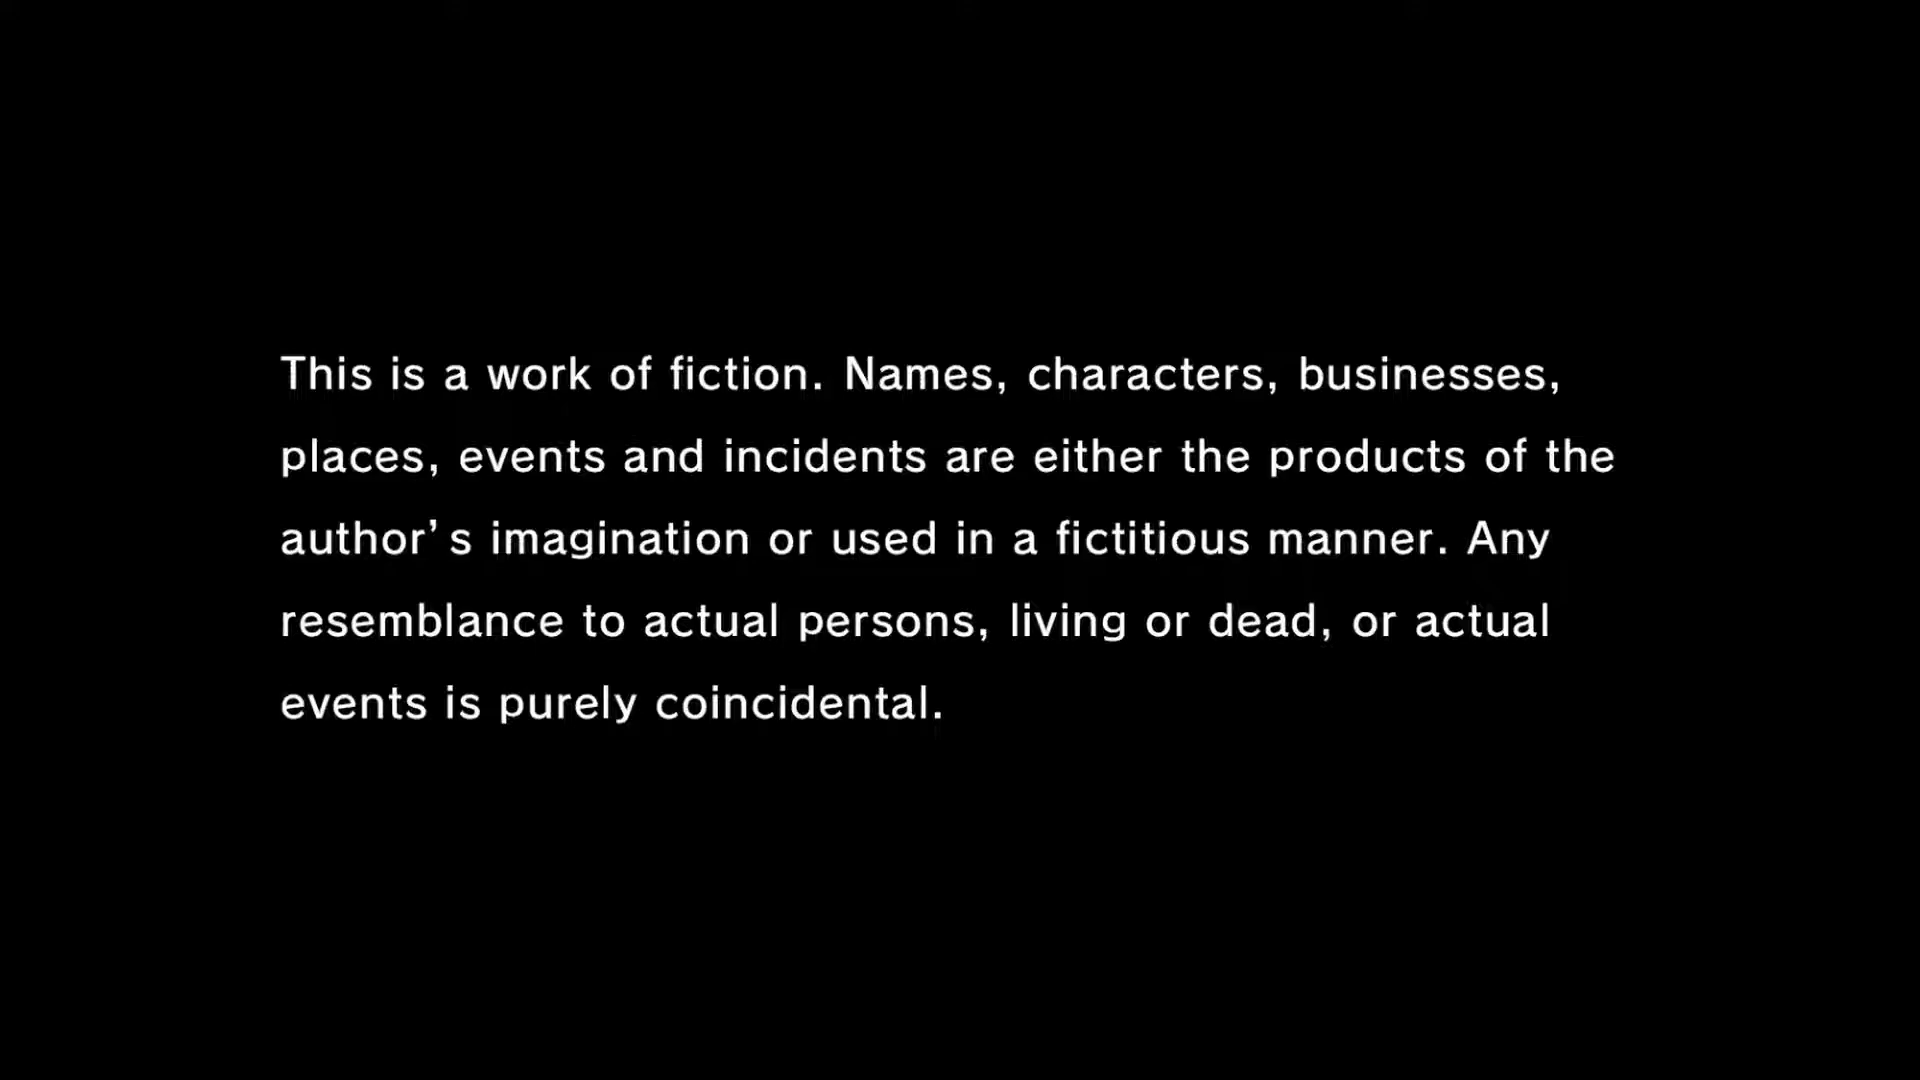 This is a work of fiction. Names, characters, businesses,
places, events and incidents are either the products of the
author’s imagination or used in a fictitious manner. Any
resemblance to actual persons, living or dead, or actual
events is purely coincidental.